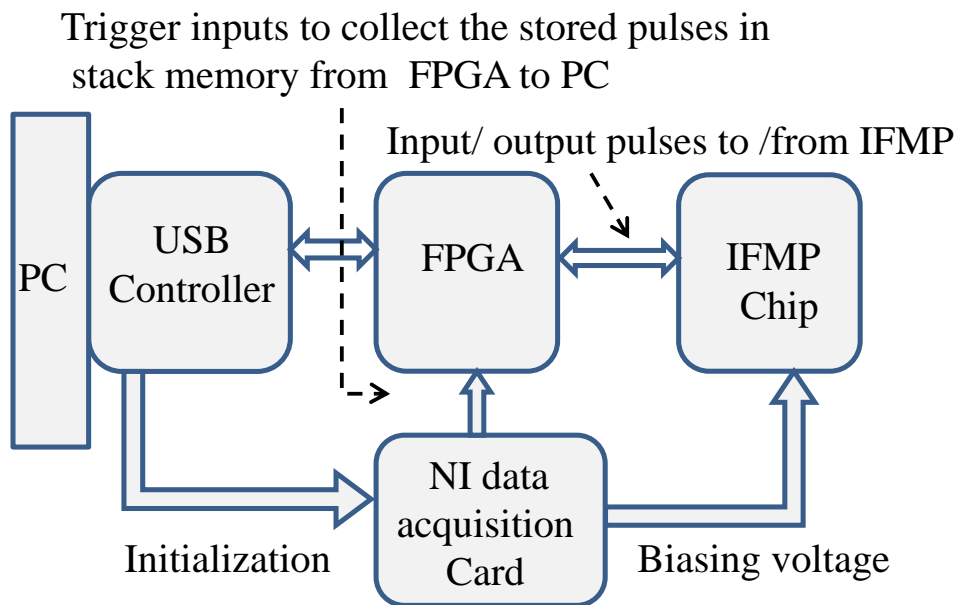 Trigger inputs to collect the stored pulses in
stack memory from FPGA to PC
Input/ output pulses to /from IFMP
PC
USB
Controller
FPGA
IFMP
Chip
NI data
acquisition
Card
Initialization
Biasing voltage